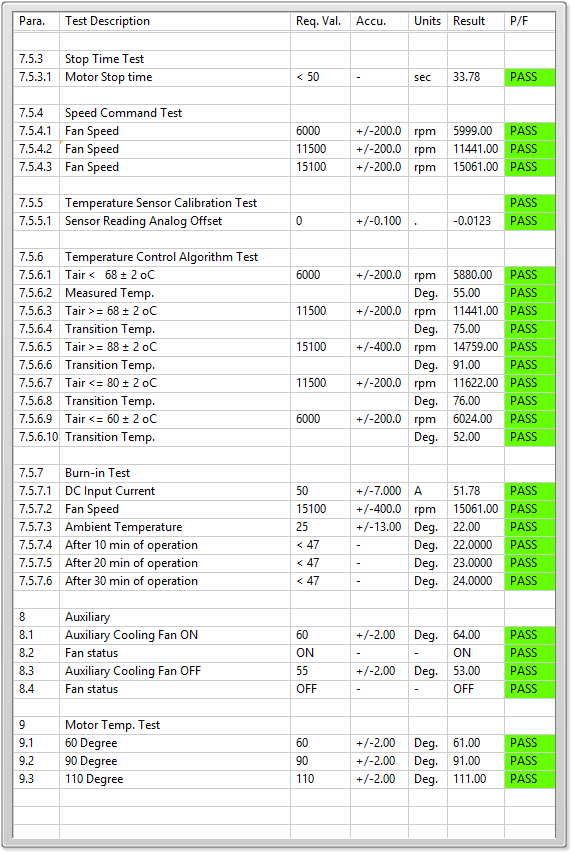 Para. Test Description Req. Val. Accu. Units Result P/F
7.5.3 Stop Time Test
7.5.3.1 Motor Stop time < 50 - sec 33.78 PASS
7.5.4 Speed Command Test
7.5.4.1 Fan Speed 6000 +/-200.0 rpm 5999.00 PASS
7.5.4.2 Fan Speed 11500 +/-200.0 rpm 11441.00 PASS
7.5.4.3 Fan Speed 15100 +/-200.0 rpm 15061.00 PASS
7.5.5 Temperature Sensor Calibration Test PASS
7.5.5.1 Sensor Reading Analog Offset 0 +/-0.100 . -0.0123 PASS
7.5.6 Temperature Control Algorithm Test
7.5.6.1 Tair < 68 ± 2 oC 6000 +/-200.0 rpm 5880.00 PASS
7.5.6.2 Measured Temp. Deg. 55.00 PASS
7.5.6.3 Tair >= 68 ± 2 oC 11500 +/-200.0 rpm 11441.00 PASS
7.5.6.4 Transition Temp. Deg. 75.00 PASS
7.5.6.5 Tair >= 88 ± 2 oC 15100 +/-400.0 rpm 14759.00 PASS
7.5.6.6 Transition Temp. Deg. 91.00 PASS
7.5.6.7 Tair <= 80 ± 2 oC 11500 +/-200.0 rpm 11622.00 PASS
7.5.6.8 Transition Temp. Deg. 76.00 PASS
7.5.6.9 Tair <= 60 ± 2 oC 6000 +/-200.0 rpm 6024.00 PASS
7.5.6.10 Transition Temp. Deg. 52.00 PASS
7.5.7 Burn-in Test
7.5.7.1 DC Input Current 50 +/-7.000 A 51.78 PASS
7.5.7.2 Fan Speed 15100 +/-400.0 rpm 15061.00 PASS
7.5.7.3 Ambient Temperature 25 +/-13.00 Deg. 22.00 PASS
7.5.7.4 After 10 min of operation < 47 - Deg. 22.0000 PASS
7.5.7.5 After 20 min of operation < 47 - Deg. 23.0000 PASS
7.5.7.6 After 30 min of operation < 47 - Deg. 24.0000 PASS
8 Auxiliary
8.1 Auxiliary Cooling Fan ON 60 +/-2.00 Deg. 64.00 PASS
8.2 Fan status ON - - ON PASS
8.3 Auxiliary Cooling Fan OFF 55 +/-2.00 Deg. 53.00 PASS
8.4 Fan status OFF - - OFF PASS
9 Motor Temp. Test
9.1 60 Degree 60 +/-2.00 Deg. 61.00 PASS
9.2 90 Degree 90 +/-2.00 Deg. 91.00 PASS
9.3 110 Degree 110 +/-2.00 Deg. 111.00 PASS